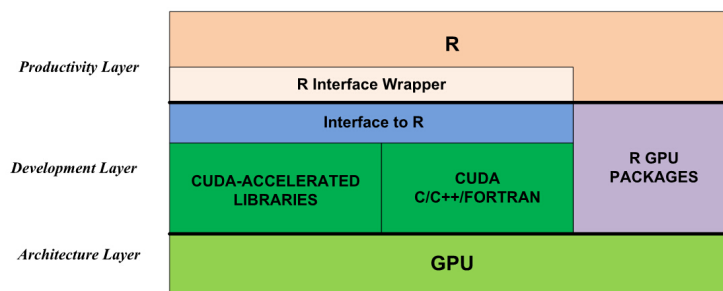 R
Productivity Layer
R Interface Wrapper
Interface to R
Development Layer
CUDA-ACCELERATED
LIBRARIES
CUDA
C/C++/FORTRAN
R GPU
PACKAGES
Architecture Layer
GPU